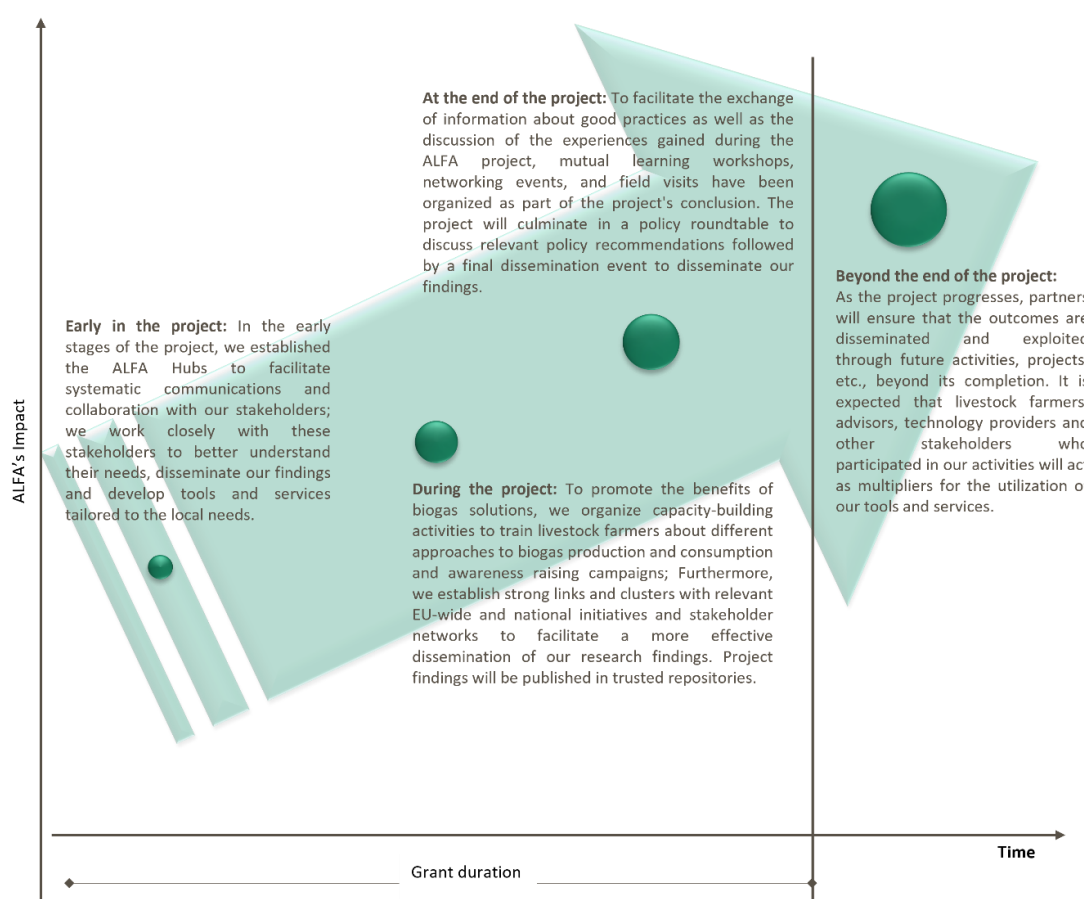 At the end of the project: To facilitate the exchange
of information about good practices as well as the
discussion of the experiences gained during the
ALFA project, mutual learning workshops,
networking events, and field visits have been
organized as part of the project's conclusion. The
project will culminate in a policy roundtable to
discuss relevant policy recommendations followed
by a final dissemination event to disseminate our
findings.
Early in the project: In the early
stages of the project, we established
the ALFA Hubs to facilitate
systematic communications and
collaboration with our stakeholders;
we work closely with these
stakeholders to better understand
their needs, disseminate our findings
and develop tools and services
tailored to the local needs.
During the project: To promote the benefits of
biogas solutions, we organize capacity-building
activities to train livestock farmers about different
approaches to biogas production and consumption
and awareness raising campaigns; Furthermore,
we establish strong links and clusters with relevant
EU-wide and national initiatives and stakeholder
networks to facilitate a more effective
dissemination of our research findings. Project
findings will be published in trusted repositories.
Beyond the end of the project:
As the project progresses, partners
will ensure that the outcomes are
disseminated and exploited
through future activities, projects,
etc., beyond its completion. It is
expected that livestock farmers,
advisors, technology providers and
other stakeholders who
participated in our activities will act
as multipliers for the utilization of
our tools and services.
ALFA's Impact
Time
Grant duration